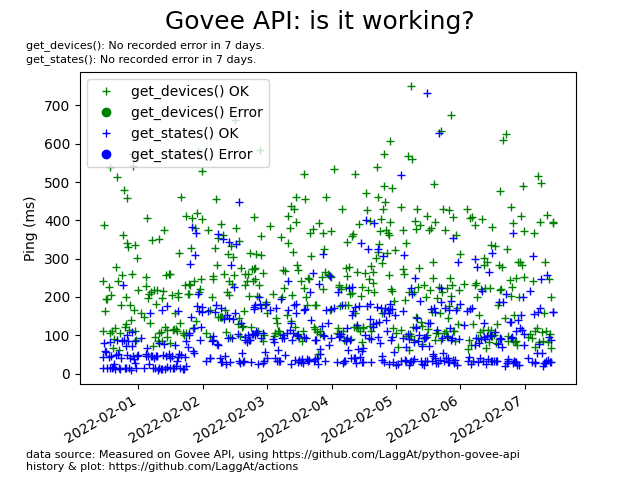 Govee API: is it working?
get_devices(): No recorded error in 7 days.
get_states(): No recorded error in 7 days.
get_devices() OK
get_devices() Error
get_states() OK
get_states() Error
Ping (ms)
700
600
500
400
300
200
100
0
2022-02-01
2022-02-02
2022-02-03
2022-02-04
2022-02-05
2022-02-06
2022-02-07
data source: Measured on Govee API, using https://github.com/LaggAt/python-govee-api
history & plot: https://github.com/LaggAt/actions